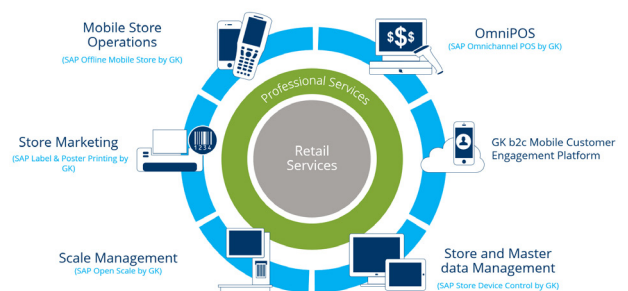 Mobile Store
Operations
(SAP Offline Mobile Store by GK)
$$$
OmniPOS
(SAP Omnichannel POS by GK)
Professional Services
Retail
Services
Store Marketing
(SAP Label & Poster Printing by
GK)
1234
GK b2c Mobile Customer
Engagement Platform
Scale Management
(SAP Open Scale by GK)
Store and Master
data Management
(SAP Store Device Control by GK)